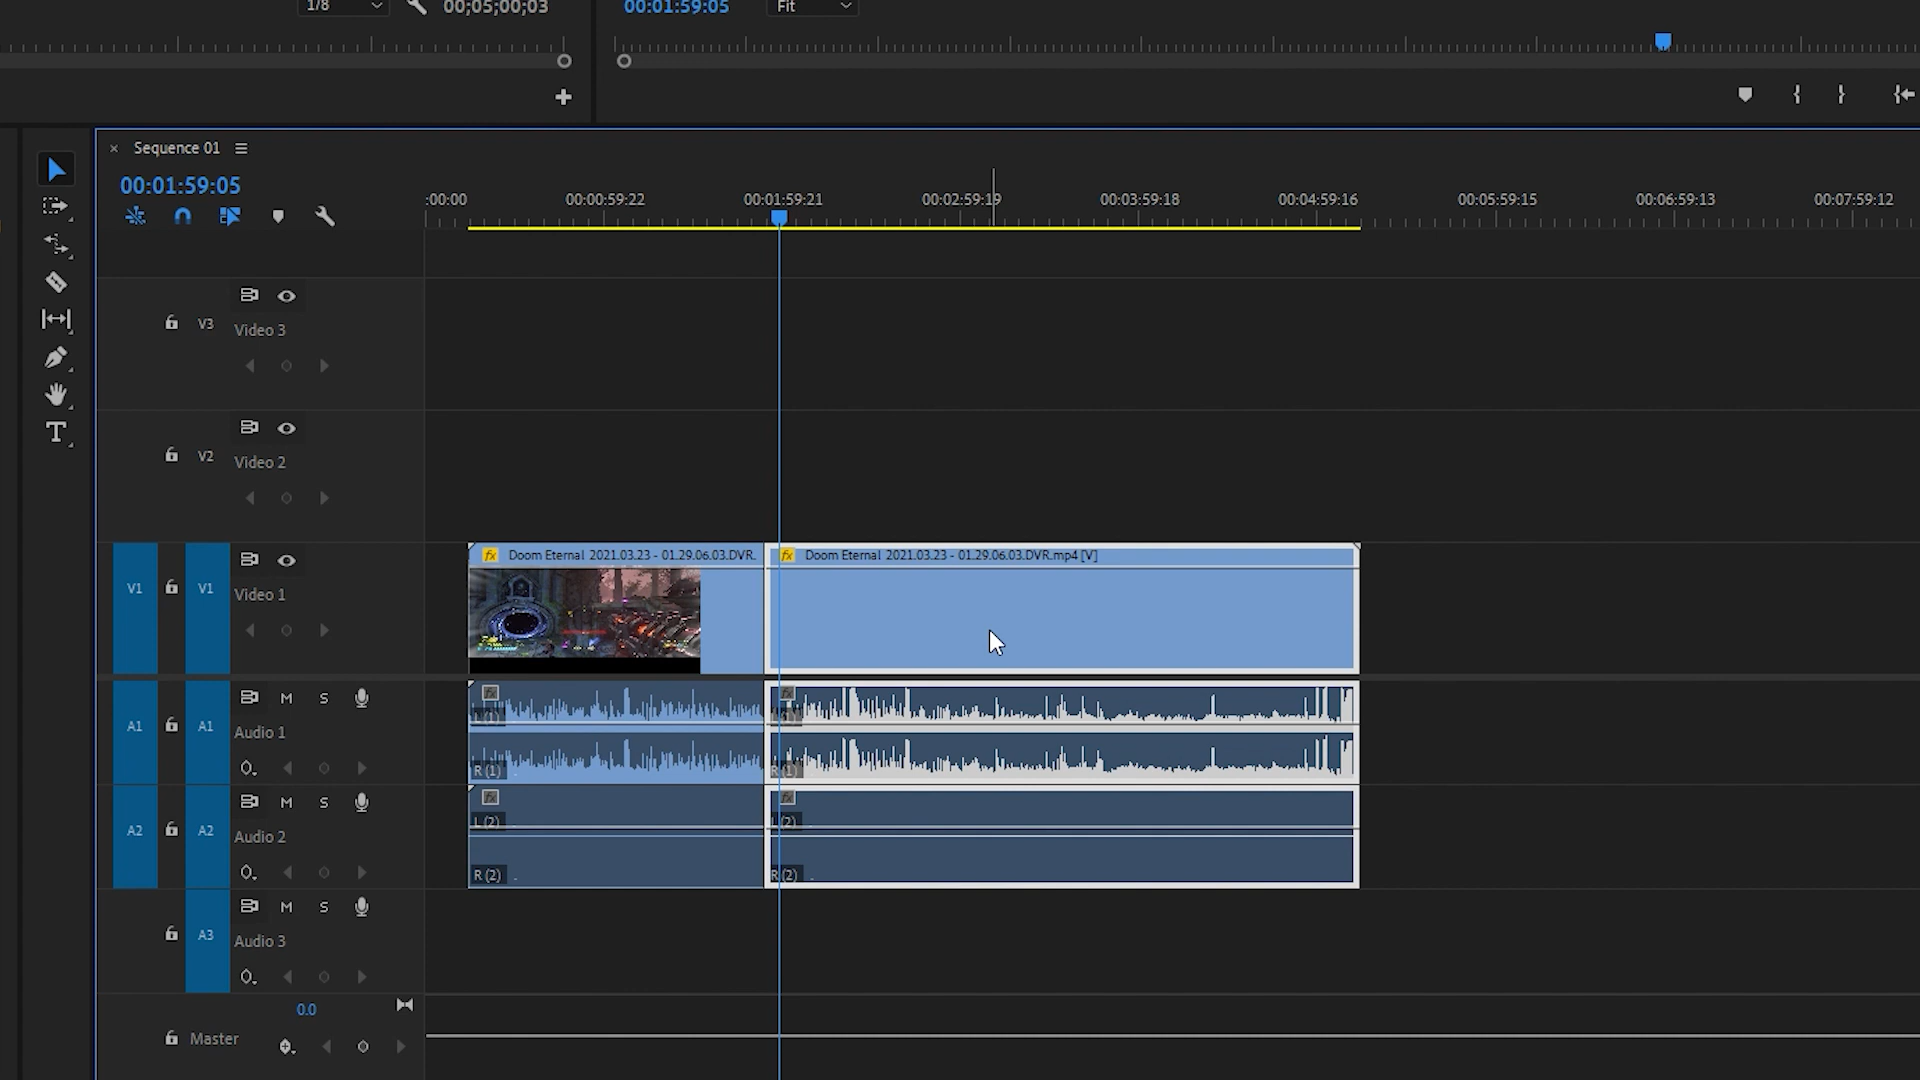 1/8 00;05;00;03 00:01:59:05 Fit
× Sequence 01
00:01:59:05
:00:00 00:00:59:22 00:01:59:21 00:02:59:19 00:03:59:18 00:04:59:16 00:05:59:15 00:06:59:13 00:07:59:12
V3 Video 3
V2 Video 2
Doom Eternal 2021.03.23 - 01.29.06.03.DVR.
fx Doom Eternal 2021.03.23 - 01.29.06.03.DVR.mp4 [V]
V1 V1 Video 1
M S
L (1)
A1 A1 Audio 1
R (1) R (1)
M S
L (2) L (2)
A2 A2 Audio 2
R (2) R (2)
M S
A3 Audio 3
0.0
Master